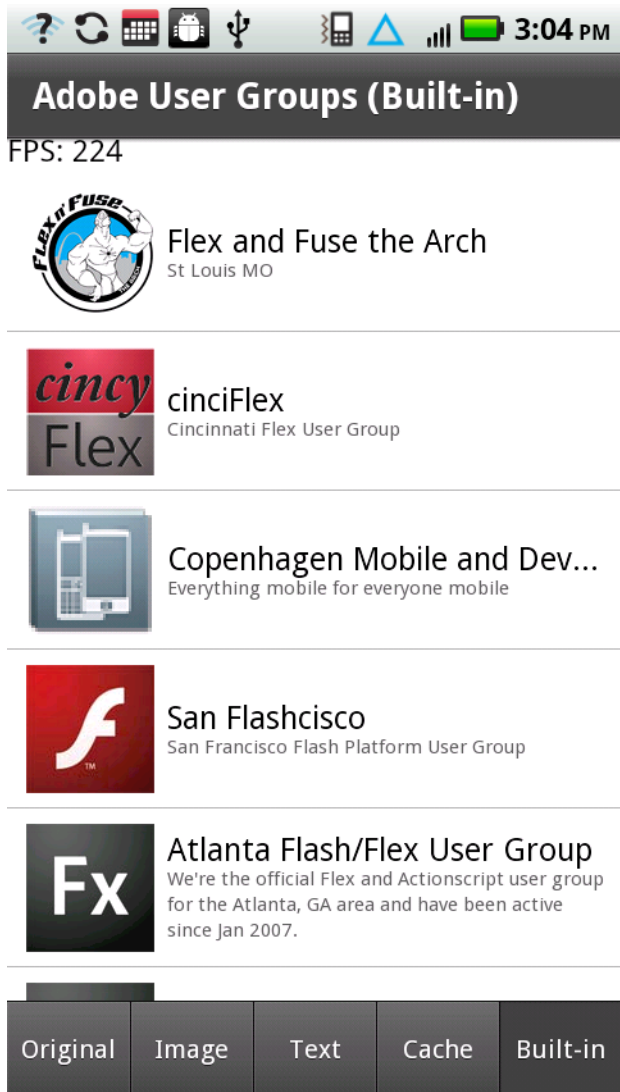 3:04 PM
Adobe User Groups (Built-in)
FPS: 224
FLEX n' FUSE
THE ARCH
Flex and Fuse the Arch
St Louis MO
cincy
Flex
cinciFlex
Cincinnati Flex User Group
Copenhagen Mobile and Dev...
Everything mobile for everyone mobile
TM
San Flashcisco
San Francisco Flash Platform User Group
Fx
Atlanta Flash/Flex User Group
We're the official Flex and Actionscript user group
for the Atlanta, GA area and have been active
since Jan 2007.
Original Image Text Cache Built-in